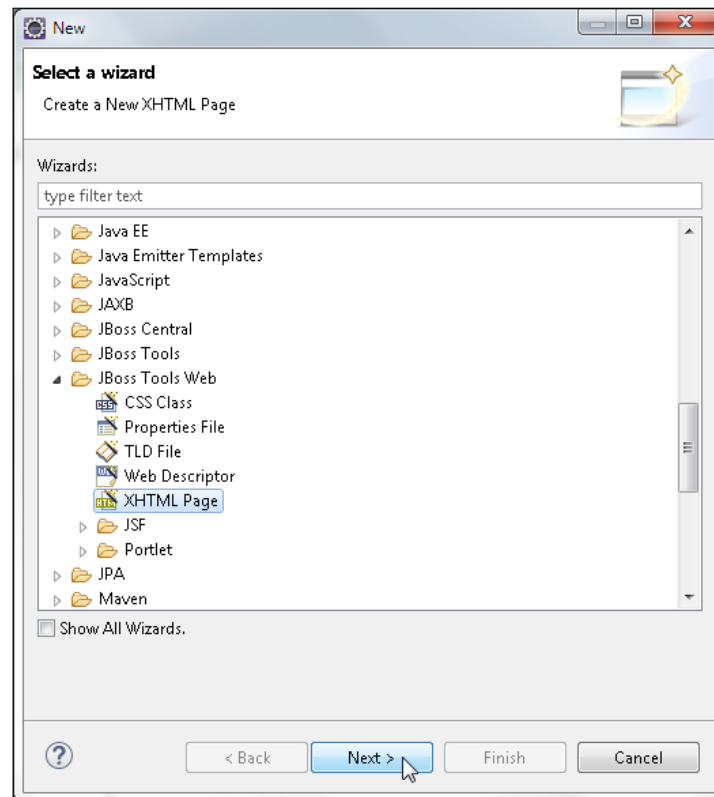 New
Select a wizard
Create a New XHTML Page
Wizards:
type filter text
Java EE
Java Emitter Templates
JavaScript
JAXB
JBoss Central
JBoss Tools
JBoss Tools Web
CSS Class
Properties File
TLD File
Web Descriptor
XHTML Page
JSF
Portlet
JPA
Maven
Show All Wizards.
? < Back Next > Finish Cancel